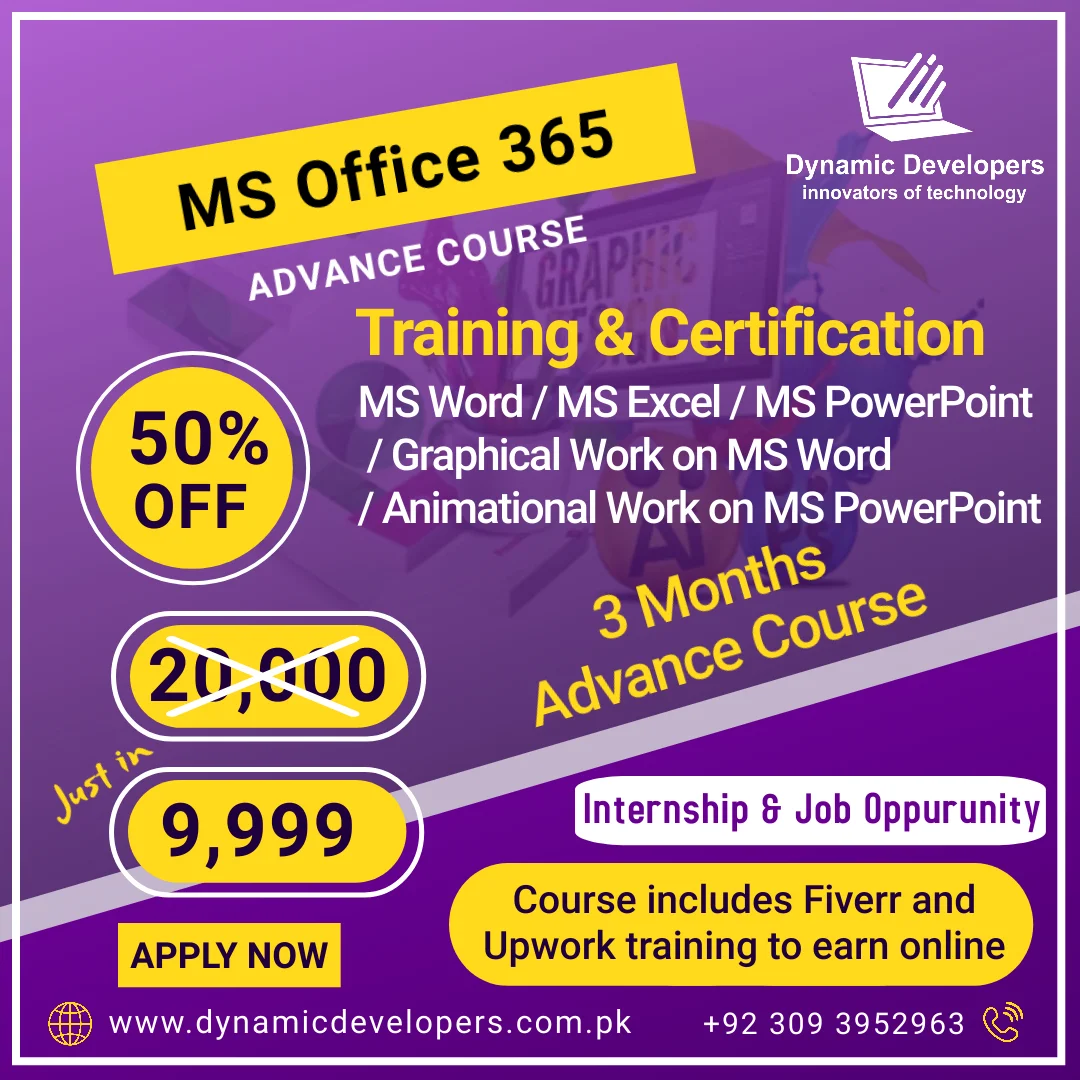 Dynamic Developers
innovators of technology
MS Office 365
ADVANCE COURSE
GRAPHIC
Training & Certification
MS Word / MS Excel / MS PowerPoint
/ Graphical Work on MS Word
/ Animational Work on MS PowerPoint
50%
OFF
Ai
Ps
3 Months
Advance Course
20,000
Just in
9,999
Internship & Job Oppurunity
Course includes Fiverr and
Upwork training to earn online
APPLY NOW
www.dynamicdevelopers.com.pk
+92 309 3952963